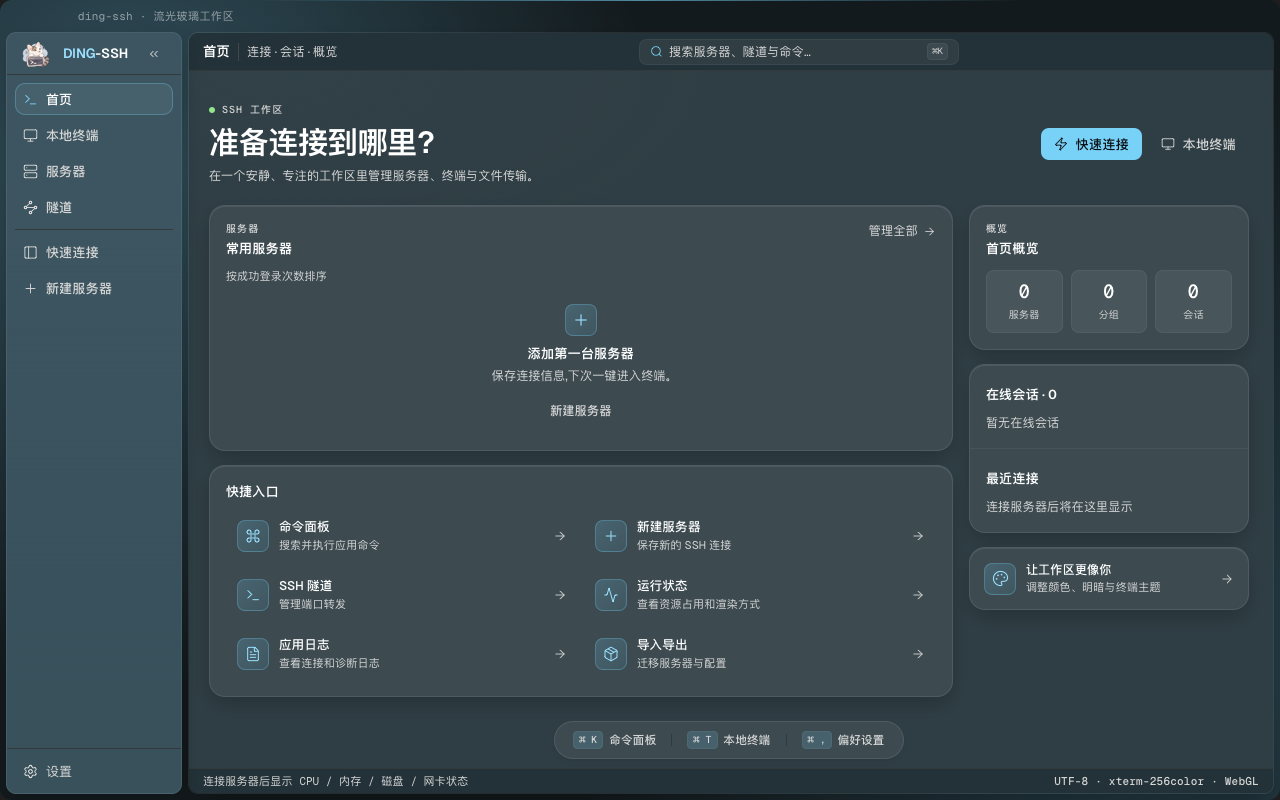 ding-ssh · 流光玻璃工作区
DING-SSH
首页
本地终端
服务器
隧道
快速连接
新建服务器
设置
首页 连接·会话·概览
搜索服务器、隧道与命令… ⌘K
SSH 工作区
准备连接到哪里?
在一个安静、专注的工作区里管理服务器、终端与文件传输。
快速连接 本地终端
服务器
常用服务器
管理全部
按成功登录次数排序
添加第一台服务器
保存连接信息,下次一键进入终端。
新建服务器
快捷入口
命令面板
搜索并执行应用命令
新建服务器
保存新的 SSH 连接
SSH 隧道
管理端口转发
运行状态
查看资源占用和渲染方式
应用日志
查看连接和诊断日志
导入导出
迁移服务器与配置
概览
首页概览
0 0 0
服务器 分组 会话
在线会话 · 0
暂无在线会话
最近连接
连接服务器后将在这里显示
让工作区更像你
调整颜色、明暗与终端主题
⌘ K 命令面板 ⌘ T 本地终端 ⌘ , 偏好设置
连接服务器后显示 CPU / 内存 / 磁盘 / 网卡状态
UTF-8 · xterm-256color · WebGL